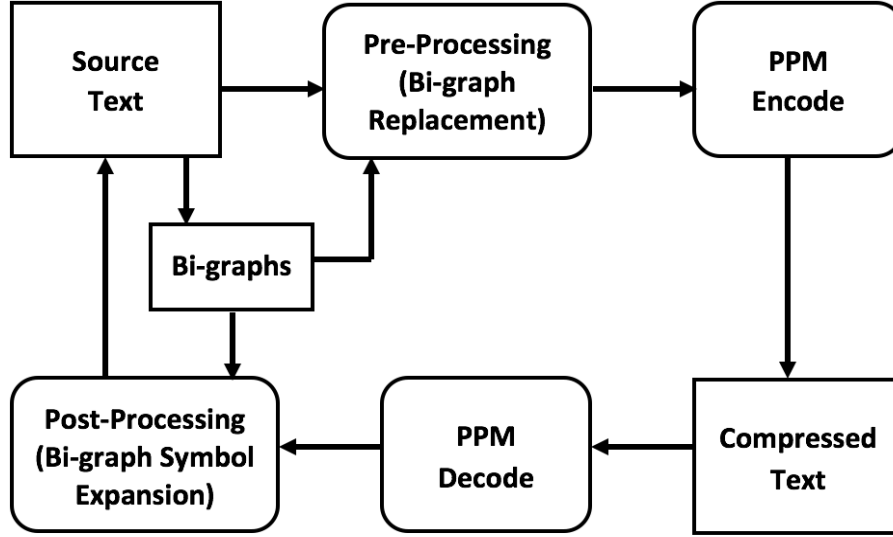 Source
Text
Pre-Processing
(Bi-graph
Replacement)
PPM
Encode
Bi-graphs
Post-Processing
(Bi-graph Symbol
Expansion)
PPM
Decode
Compressed
Text